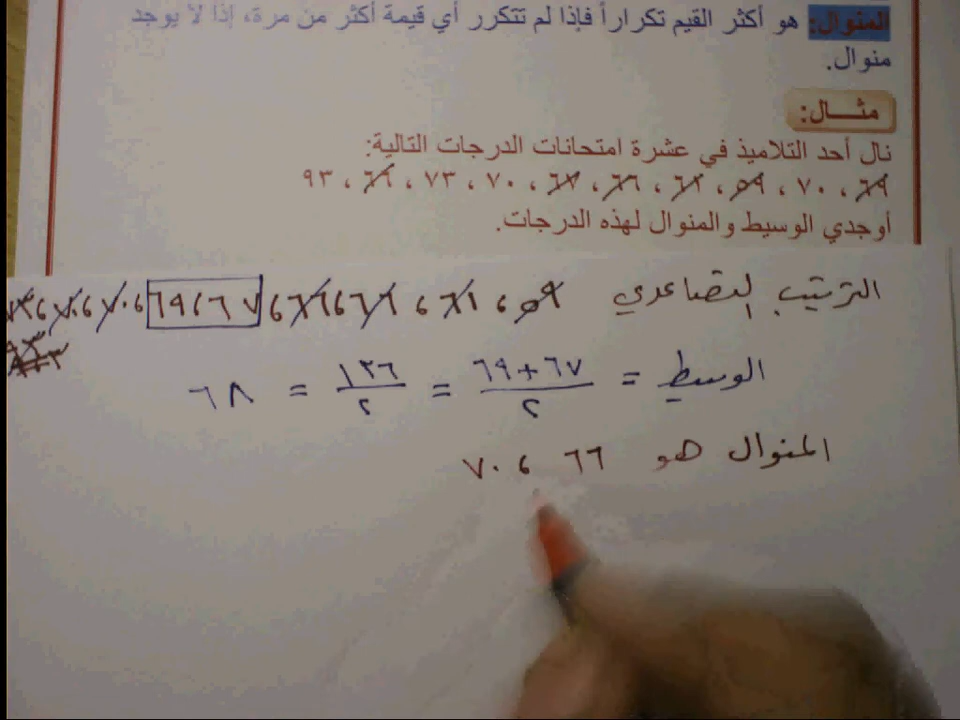 المنوال: هو أكثر القيم تكراراً فإذا لم تتكرر أي قيمة أكثر من مرة، إذاً لا يوجد
منوال.
مثـــال:
نال أحد التلاميذ في عشرة امتحانات الدرجات التالية:
٦٩ ، ٧٠ ، ٥٩ ، ٦١ ، ٦٦ ، ٦٧ ، ٧٠ ، ٧٣ ، ٦٦ ، ٩٣
أوجدي الوسيط والمنوال لهذه الدرجات.
الترتيب التصاعدي ٥٩ ، ٦١ ، ٦٦ ، ٦٦ ، ٦٧ ، ٦٩ ، ٧٠ ، ٧٠ ، ٧٣
٩٣
الوسيط = ٦٧ + ٦٩ / ٢ = ١٣٦ / ٢ = ٦٨
المنوال هو ٦٦ ، ٧٠